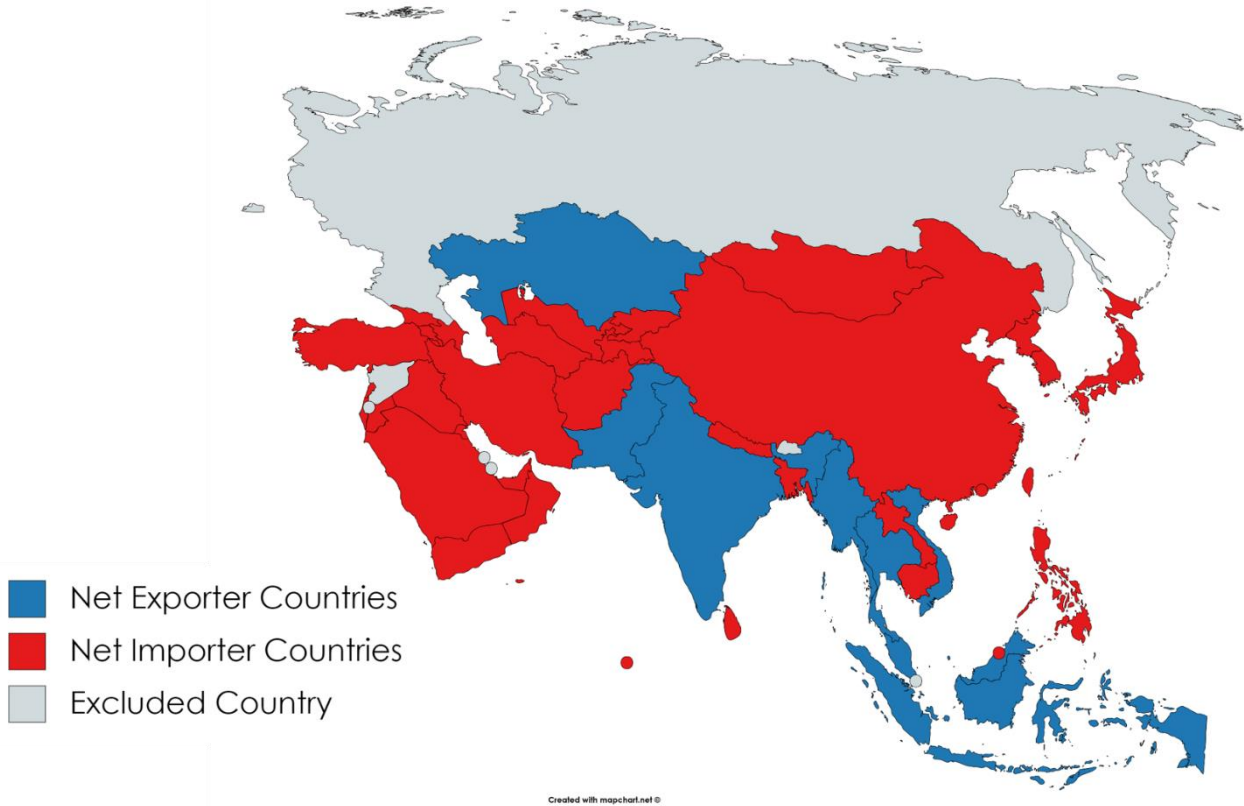 Net Exporter Countries
Net Importer Countries
Excluded Country
Created with mapchart.net ©